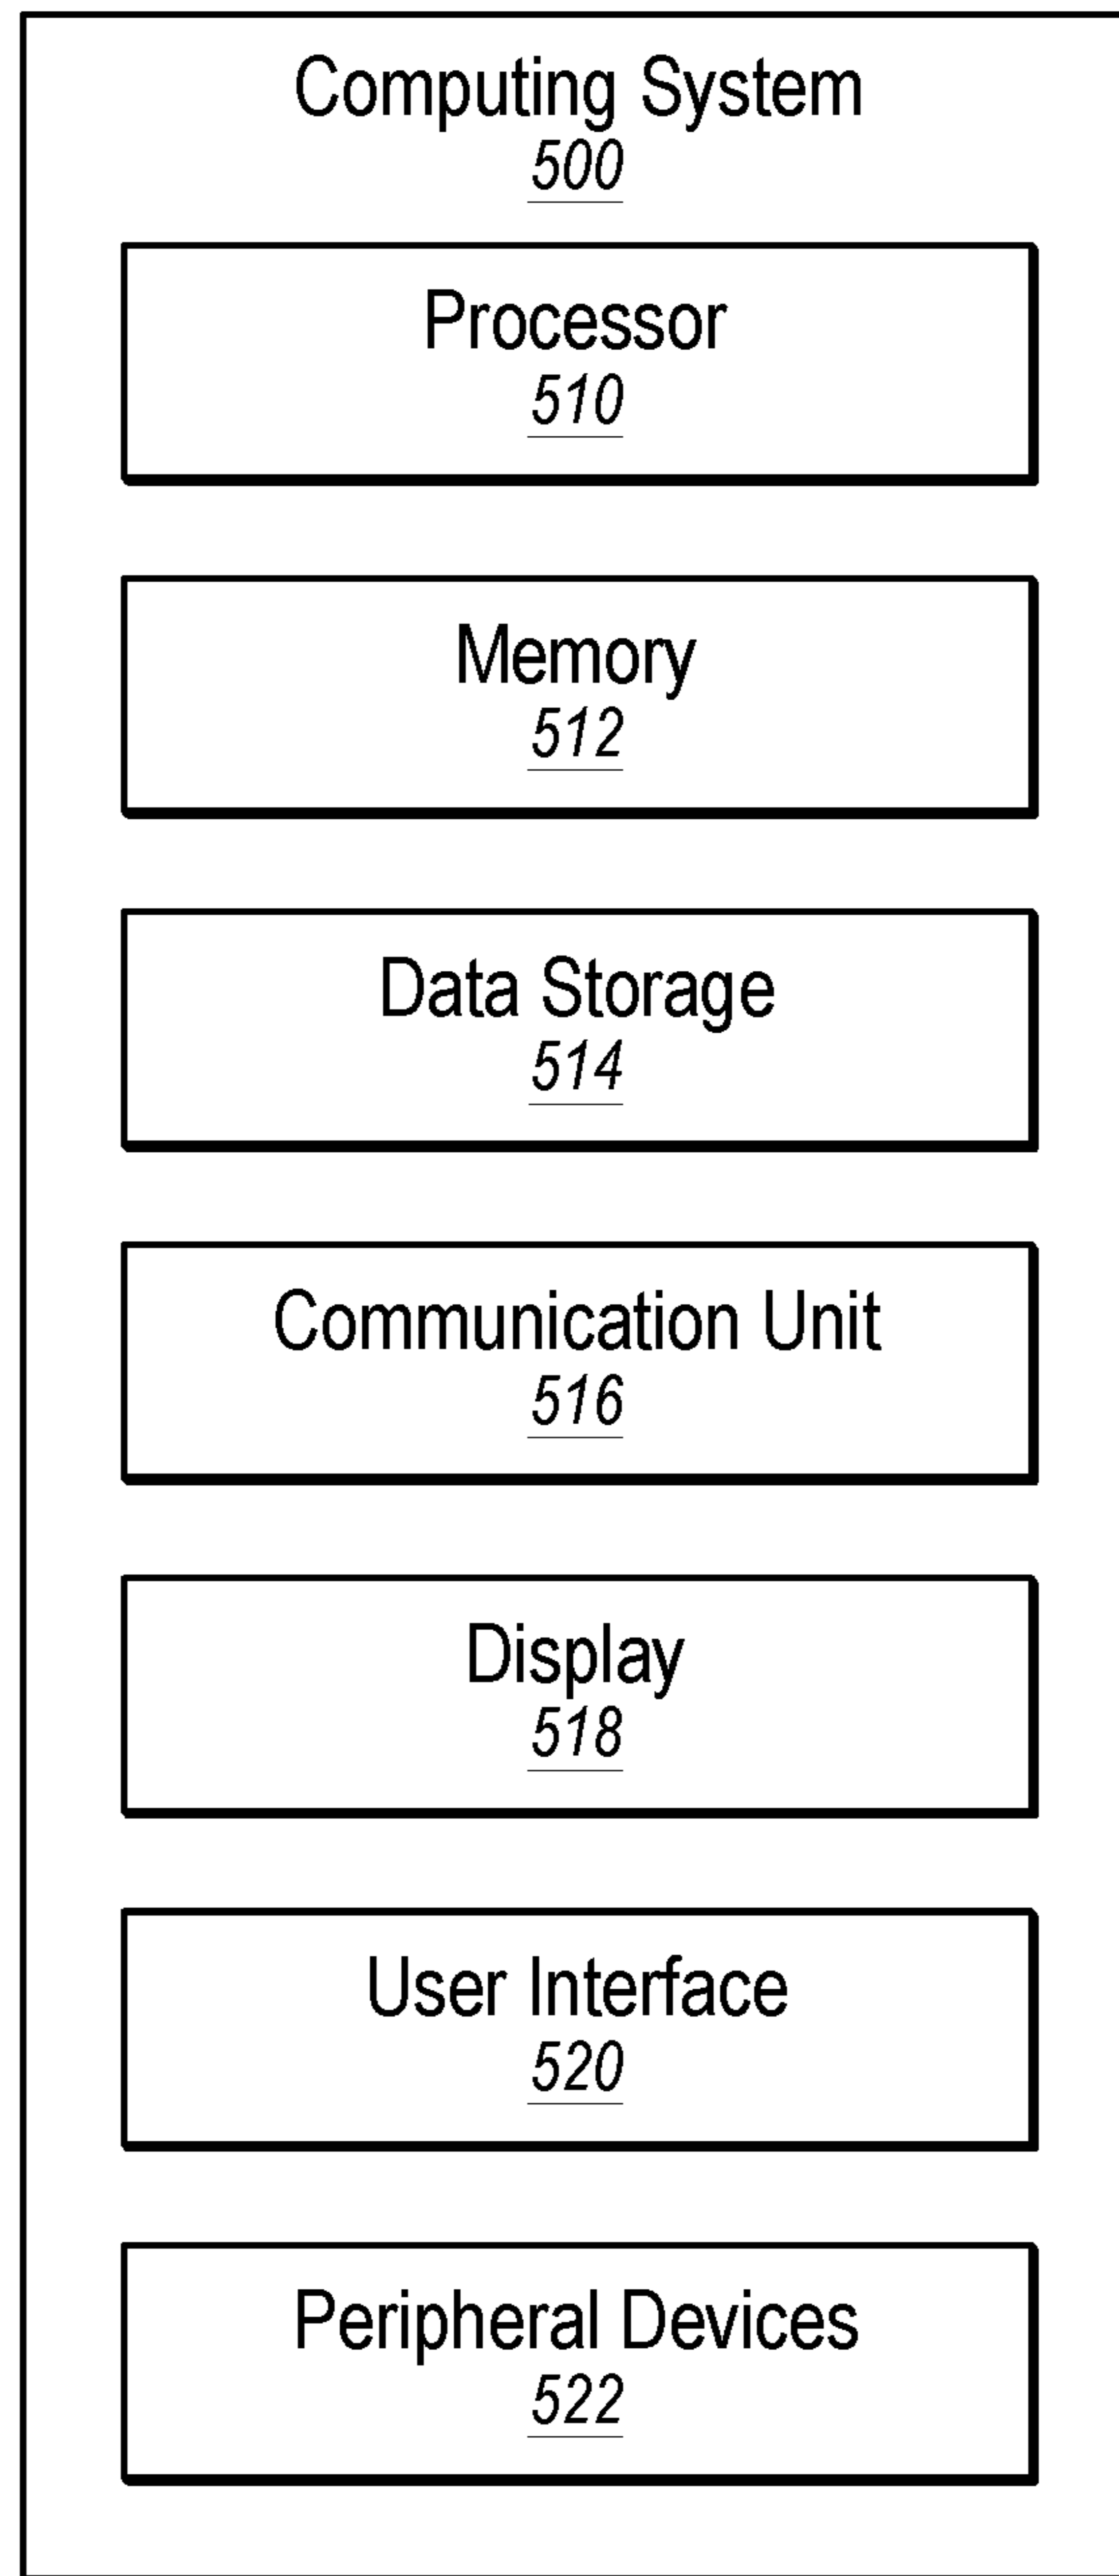 Computing System
500
Processor
510
Memory
512
Data Storage
514
Communication Unit
516
Display
518
User Interface
520
Peripheral Devices
522